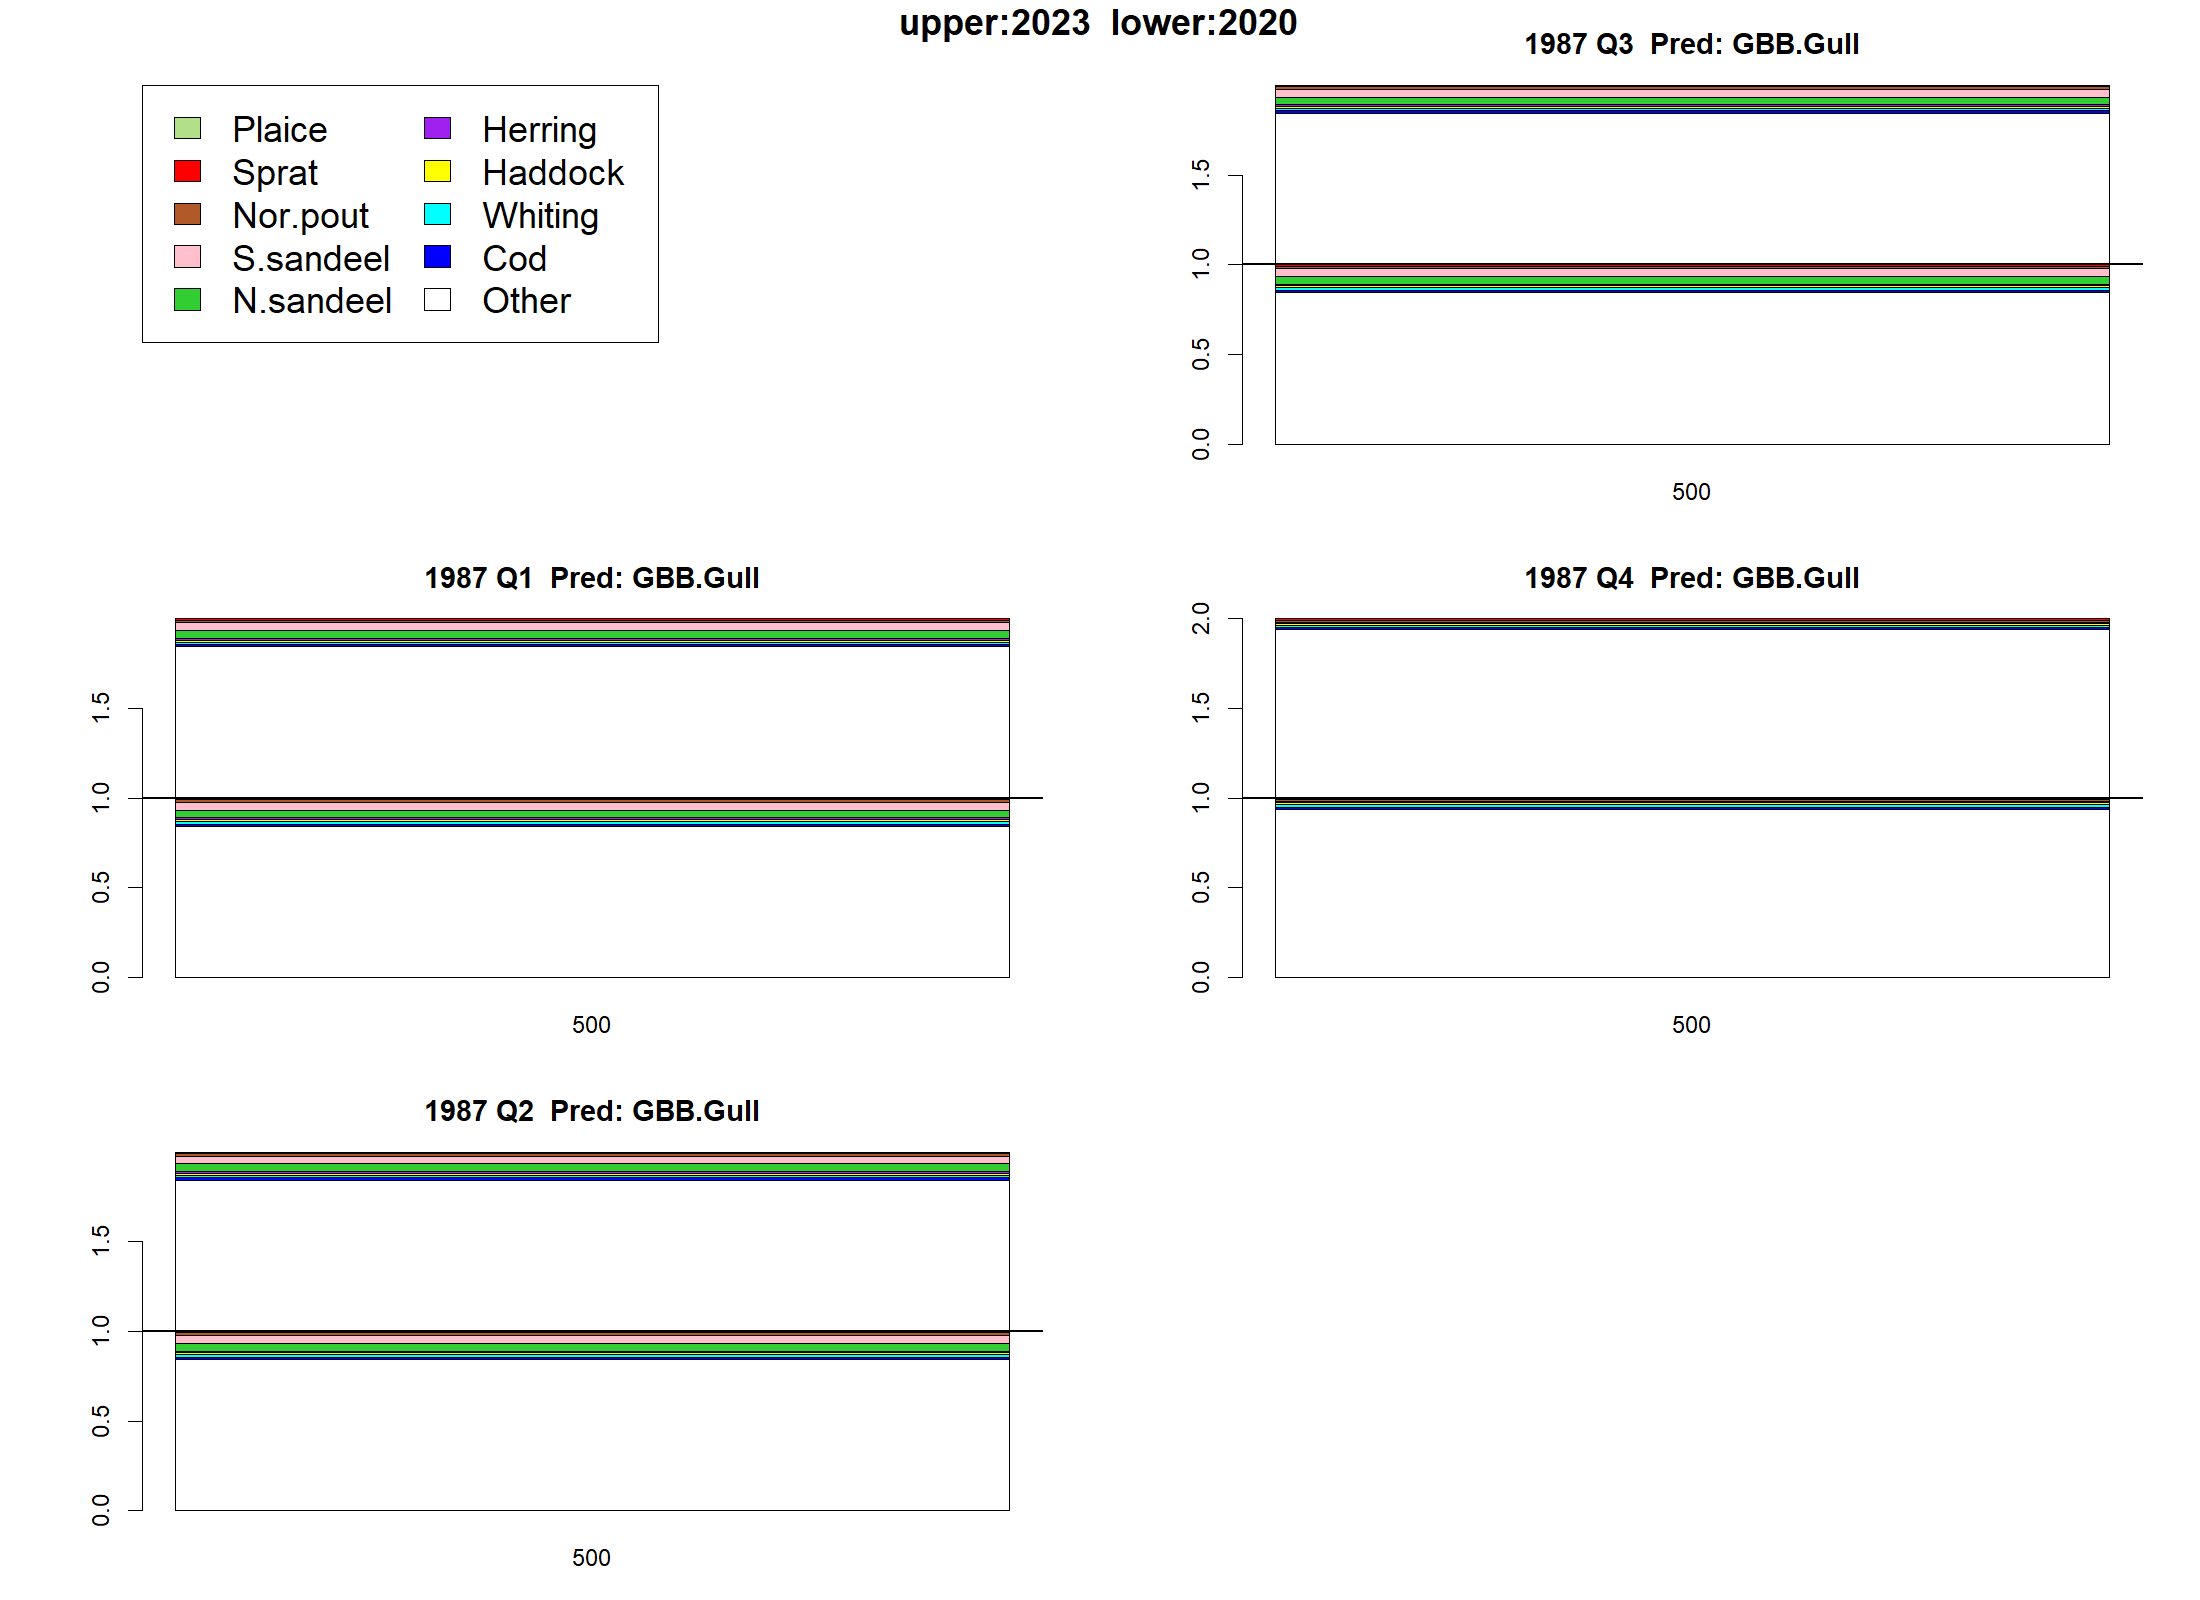 upper:2023  lower:2020
Plaice
Sprat
Nor.pout
S.sandeel
N.sandeel
Herring
Haddock
Whiting
Cod
Other
1987 Q3  Pred: GBB.Gull
1.5
1.0
0.5
0.0
500
1987 Q1  Pred: GBB.Gull
1.5
1.0
0.5
0.0
500
1987 Q4  Pred: GBB.Gull
2.0
1.5
1.0
0.5
0.0
500
1987 Q2  Pred: GBB.Gull
1.5
1.0
0.5
0.0
500